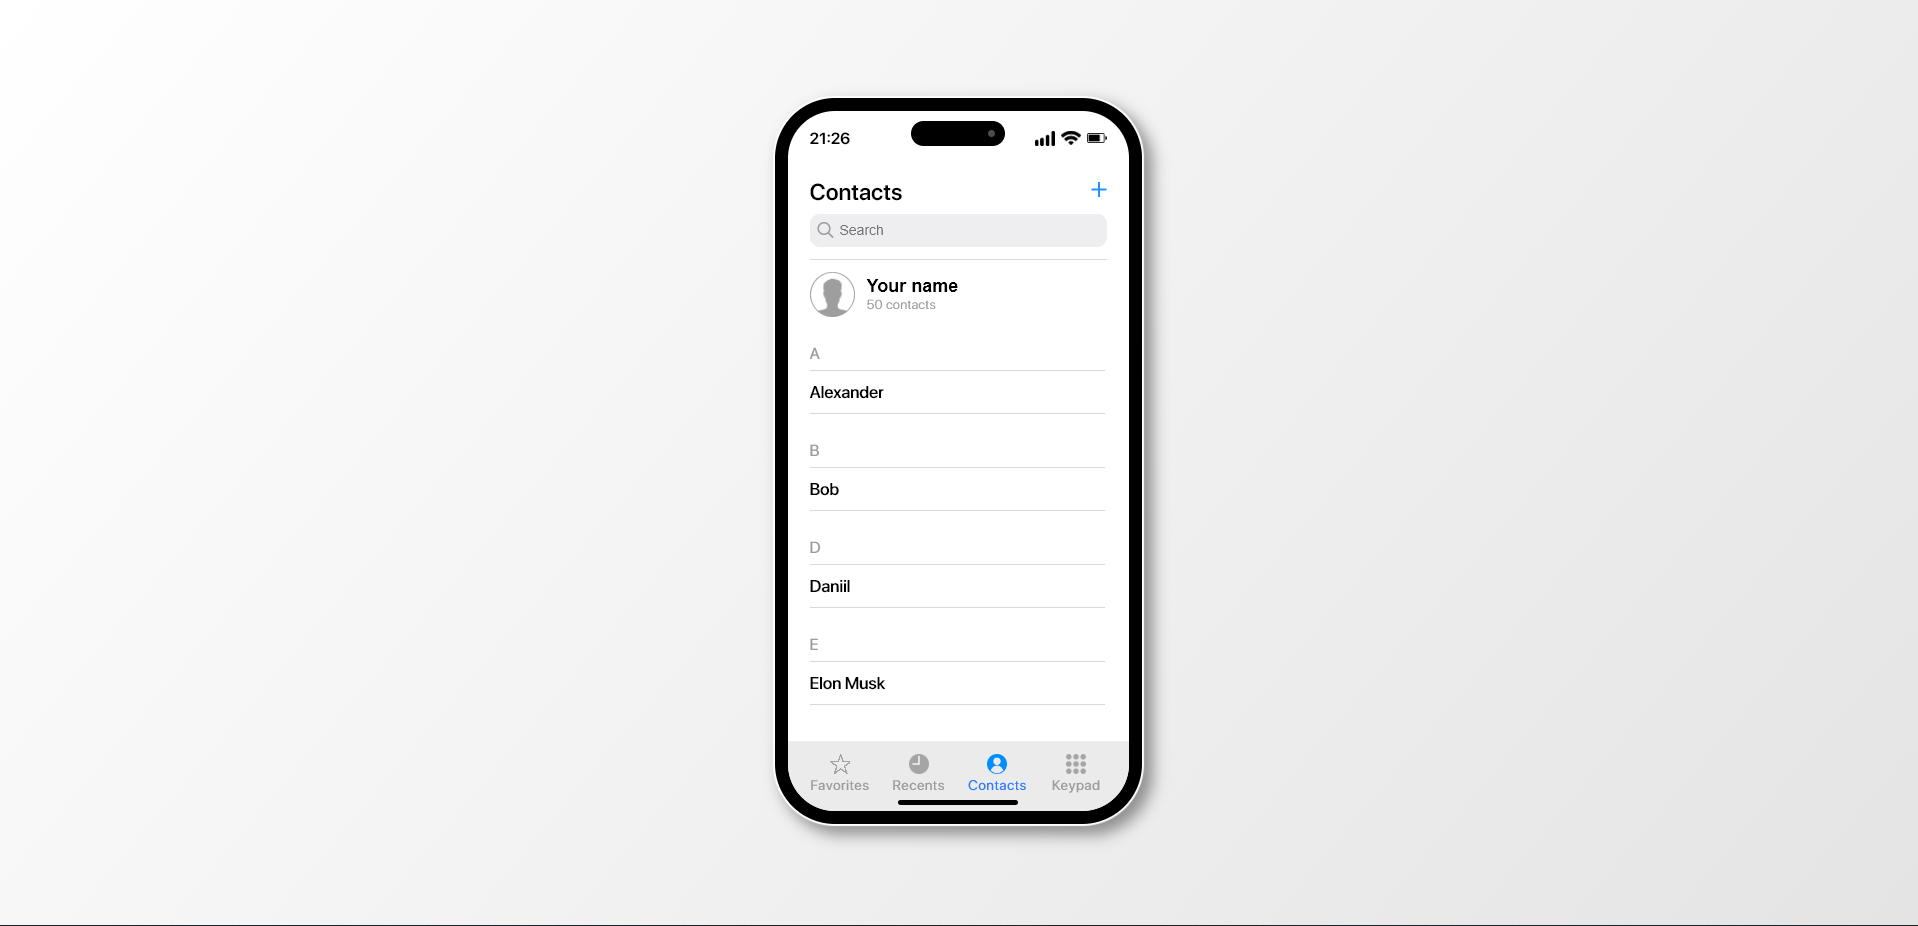 21:26
Contacts
Search
Your name
50 contacts
A
Alexander
B
Bob
D
Daniil
E
Elon Musk
Favorites Recents Contacts Keypad